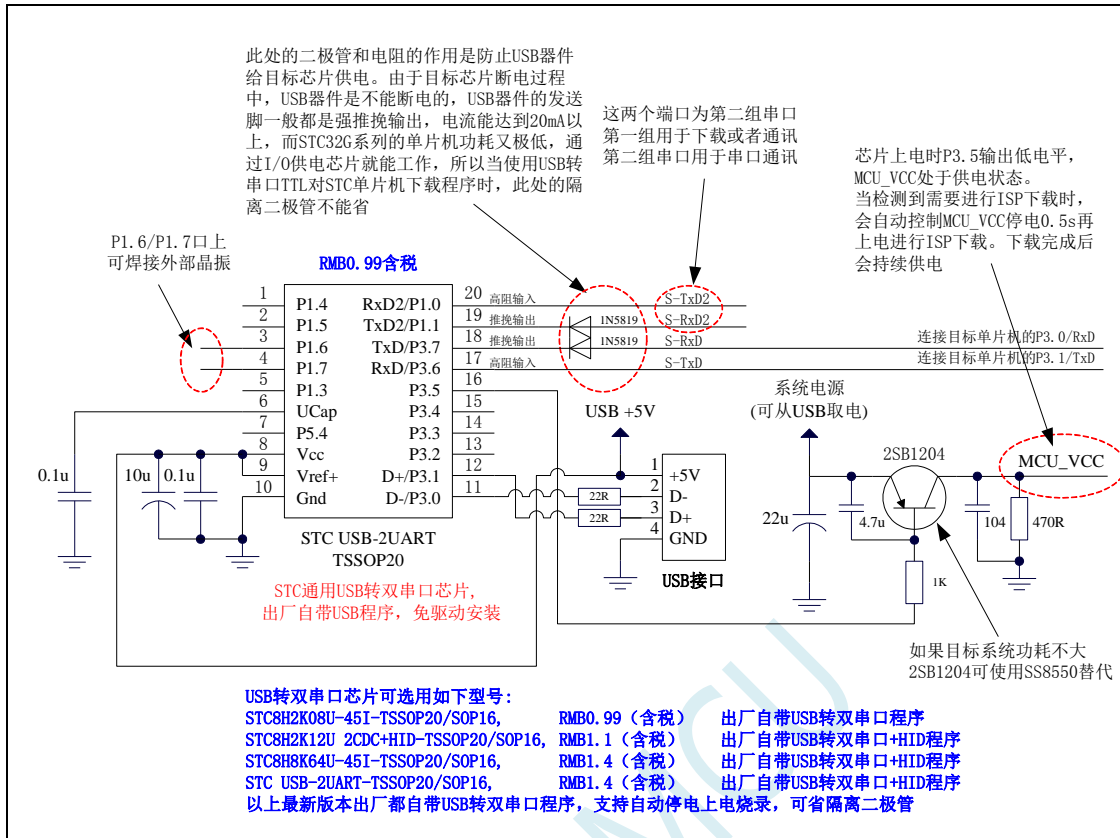 此处的二极管和电阻的作用是防止USB器件
给目标芯片供电。由于目标芯片断电过程
中，USB器件是不能断电的，USB器件的发送
脚一般都是强推挽输出，电流能达到20mA以
上，而STC32G系列的单片机功耗又极低，通
过I/O供电芯片就能工作，所以当使用USB转
串口TTL对STC单片机下载程序时，此处的隔
离二极管不能省
这两个端口为第二组串口
第一组用于下载或者通讯
第二组串口用于串口通讯
芯片上电时P3.5输出低电平，
MCU_VCC处于供电状态。
当检测到需要进行ISP下载时，
会自动控制MCU_VCC停电0.5s再
上电进行ISP下载。下载完成后
会持续供电
P1.6/P1.7口上
可焊接外部晶振
RMB0.99含税
1 P1.4 RxD2/P1.0 20 高阻输入 S-TxD2
2 P1.5 TxD2/P1.1 19 推挽输出 1N5819 S-RxD2
3 P1.6 TxD/P3.7 18 推挽输出 1N5819 S-RxD 连接目标单片机的P3.0/RxD
4 P1.7 RxD/P3.6 17 高阻输入 S-TxD 连接目标单片机的P3.1/TxD
5 P1.3 P3.5 16
6 UCap P3.4 15
7 P5.4 P3.3 14
8 Vcc P3.2 13
9 Vref+ D+/P3.1 12
10 Gnd D-/P3.0 11
0.1u
10u
0.1u
STC USB-2UART
TSSOP20
STC通用USB转双串口芯片，
出厂自带USB程序，免驱动安装
USB +5V
22R
22R
1 +5V
2 D-
3 D+
4 GND
USB接口
系统电源
(可从USB取电)
2SB1204
MCU_VCC
22u
4.7u
104
470R
1K
如果目标系统功耗不大
2SB1204可使用SS8550替代
USB转双串口芯片可选用如下型号:
STC8H2K08U-45I-TSSOP20/SOP16, RMB0.99（含税） 出厂自带USB转双串口程序
STC8H2K12U 2CDC+HID-TSSOP20/SOP16, RMB1.1（含税） 出厂自带USB转双串口+HID程序
STC8H8K64U-45I-TSSOP20/SOP16, RMB1.4（含税） 出厂自带USB转双串口+HID程序
STC USB-2UART-TSSOP20/SOP16, RMB1.4（含税） 出厂自带USB转双串口+HID程序
以上最新版本出厂都自带USB转双串口程序，支持自动停电上电烧录，可省隔离二极管
MCU